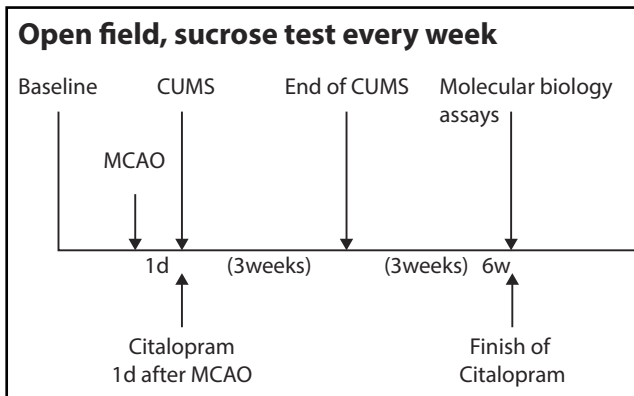 Open field, sucrose test every week
Baseline
CUMS
End of CUMS
Molecular biology
assays
MCAO
1d
(3weeks)
(3weeks)
6w
Citalopram
1d after MCAO
Finish of
Citalopram